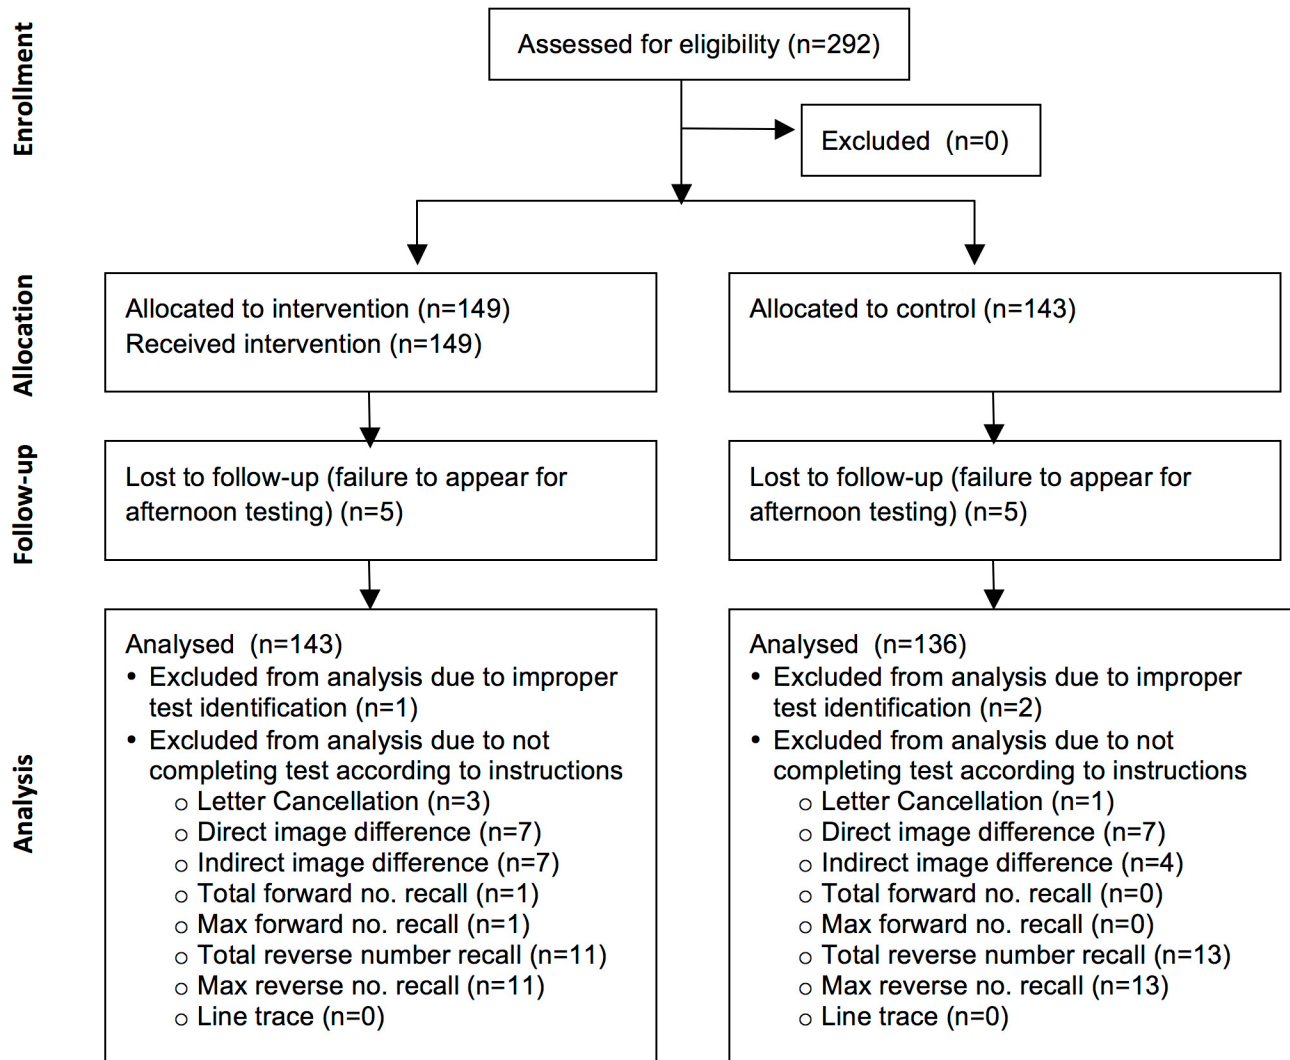 Enrollment
Assessed for eligibility (n=292)
Excluded  (n=0)
Allocation
Allocated to intervention (n=149)
Received intervention (n=149)
Allocated to control (n=143)
Follow-up
Lost to follow-up (failure to appear for
afternoon testing) (n=5)
Lost to follow-up (failure to appear for
afternoon testing) (n=5)
Analysis
Analysed  (n=143)
• Excluded from analysis due to improper
test identification (n=1)
• Excluded from analysis due to not
completing test according to instructions
o Letter Cancellation (n=3)
o Direct image difference (n=7)
o Indirect image difference (n=7)
o Total forward no. recall (n=1)
o Max forward no. recall (n=1)
o Total reverse number recall (n=11)
o Max reverse no. recall (n=11)
o Line trace (n=0)
Analysed  (n=136)
• Excluded from analysis due to improper
test identification (n=2)
• Excluded from analysis due to not
completing test according to instructions
o Letter Cancellation (n=1)
o Direct image difference (n=7)
o Indirect image difference (n=4)
o Total forward no. recall (n=0)
o Max forward no. recall (n=0)
o Total reverse number recall (n=13)
o Max reverse no. recall (n=13)
o Line trace (n=0)